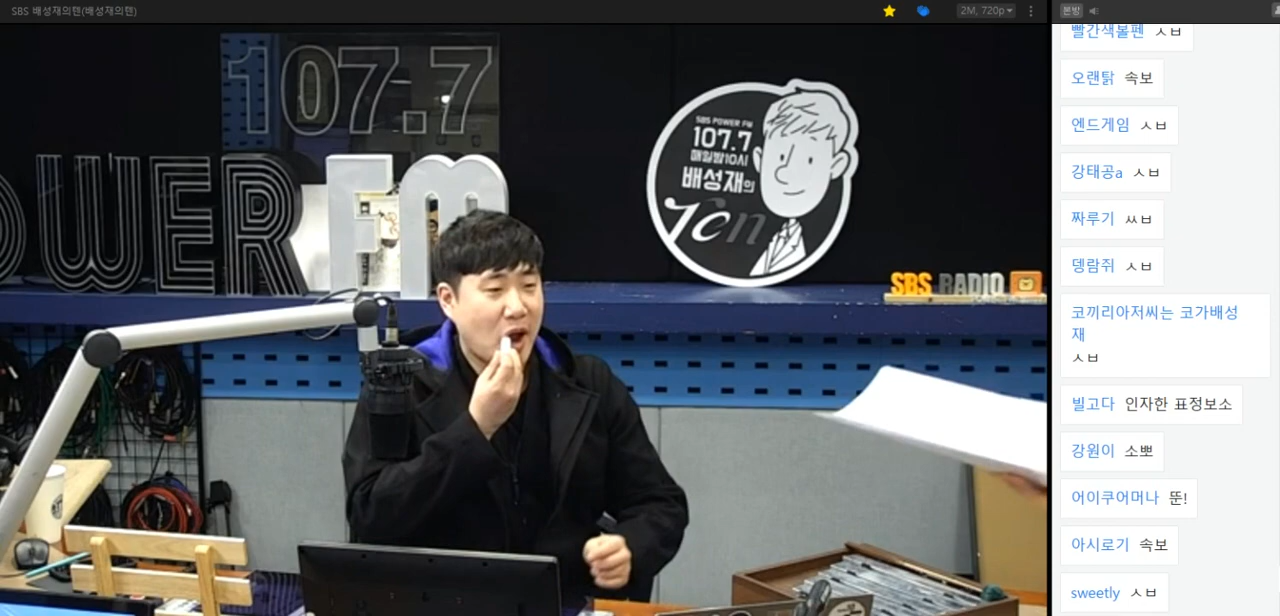 SBS 배성재의텐(배성재의텐)
2M, 720p
본방
107.7
OWER FM
SBS POWER FM
107.7
매일밤10시
배성재의
Ten
SBS RADIO
빨간색볼펜 ㅅㅂ
오랜탉 속보
엔드게임 ㅅㅂ
강태공a ㅅㅂ
짜루기 ㅆㅂ
뎅람쥐 ㅅㅂ
코끼리아저씨는 코가배성
재
ㅅㅂ
빌고다 인자한 표정보소
강원이 소뽀
어이쿠어머나 뚠!
아시로기 속보
sweetly ㅅㅂ